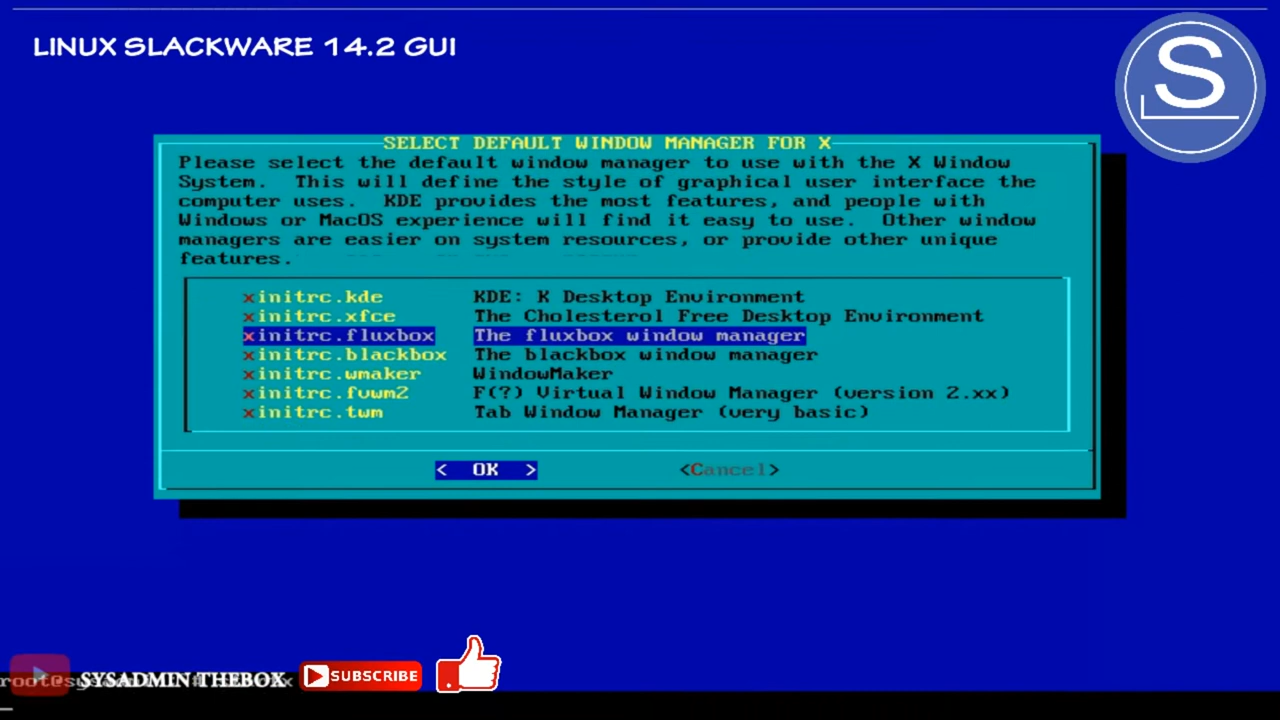 LINUX SLACKWARE 14.2 GUI
S
SELECT DEFAULT WINDOW MANAGER FOR X
Please select the default window manager to use with the X Window
System. This will define the style of graphical user interface the
computer uses. KDE provides the most features, and people with
Windows or MacOS experience will find it easy to use. Other window
managers are easier on system resources, or provide other unique
features.
xinitrc.kde KDE: K Desktop Environment
xinitrc.xfce The Cholesterol Free Desktop Environment
xinitrc.fluxbox The fluxbox window manager
xinitrc.blackbox The blackbox window manager
xinitrc.wmaker WindowMaker
xinitrc.fvwm2 F(?) Virtual Window Manager (version 2.xx)
xinitrc.twm Tab Window Manager (very basic)
< OK > <Cancel>
SYSADMIN THEBOX SUBSCRIBE